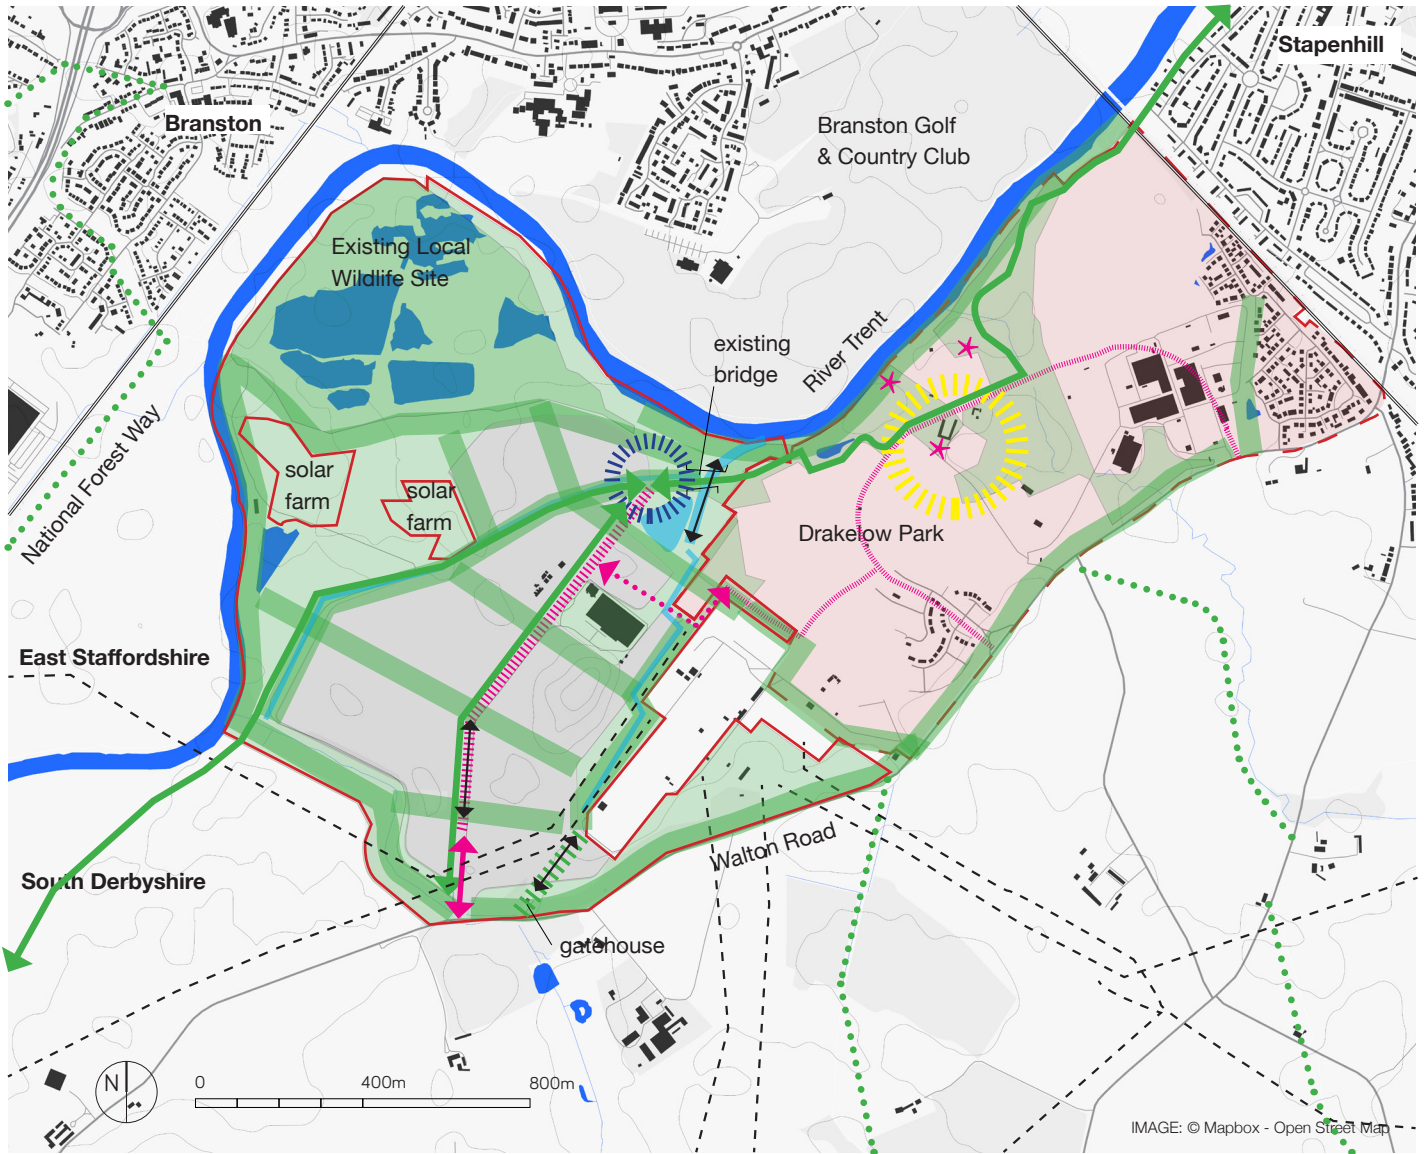 Stapenhill
Branston
Branston Golf
& Country Club
Existing Local
Wildlife Site
existing
bridge
River Trent
National Forest Way
solar
farm
solar
farm
Drakelow Park
East Staffordshire
Walton Road
South Derbyshire
gatehouse
N
0
400m
800m
IMAGE: © Mapbox - Open Street Map